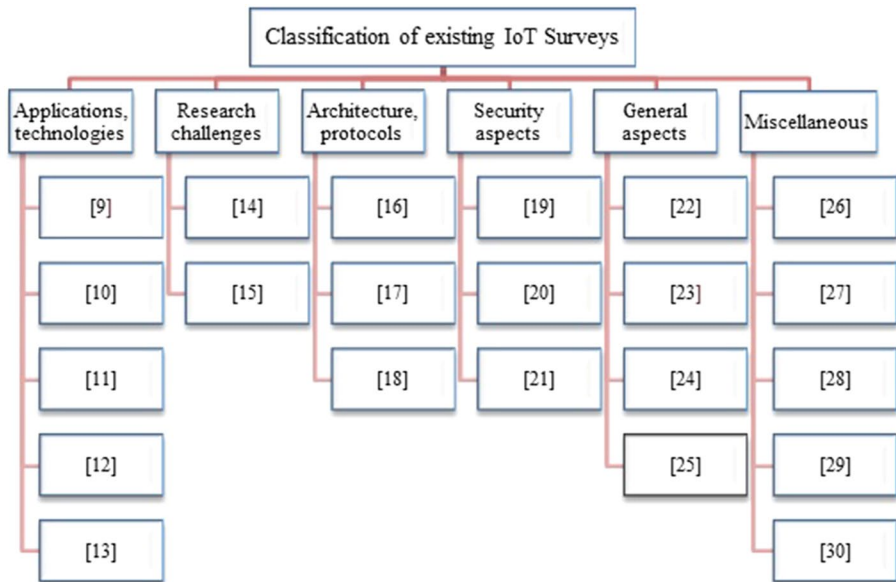 Classification of existing IoT Surveys
Applications,
technologies
Research
challenges
Architecture,
protocols
Security
aspects
General
aspects
Miscellaneous
[9]
[14]
[16]
[19]
[22]
[26]
[10]
[15]
[17]
[20]
[23]
[27]
[11]
[18]
[21]
[24]
[28]
[12]
[25]
[29]
[13]
[30]